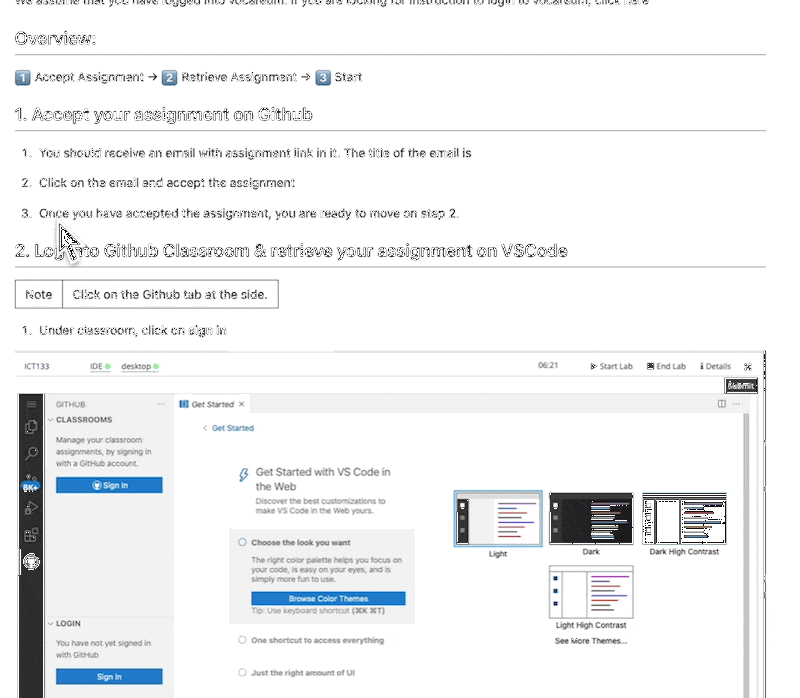 We assume that you have logged into Vocareum. If you are looking for instruction to login to Vocareum, click here
Overview:
1 Accept Assignment → 2 Retrieve Assignment → 3 Start
1. Accept your assignment on Github
1. You should receive an email with assignment link in it. The title of the email is
2. Click on the email and accept the assignment
3. Once you have accepted the assignment, you are ready to move on step 2.
2. Login to Github Classroom & retrieve your assignment on VSCode
Note Click on the Github tab at the side.
1. Under classroom, click on sign in
ICT133 IDE desktop 06:21 Start Lab End Lab Details
Submit
GITHUB ... Get Started × ...
CLASSROOMS
Get Started
Manage your classroom
assignments, by signing in
with a GitHub account.
Sign In
8K+
Get Started with VS Code in
the Web
Discover the best customizations to
make VS Code in the Web yours.
Choose the look you want
The right color palette helps you focus on
your code, is easy on your eyes, and is
simply more fun to use.
Browse Color Themes
Tip: Use keyboard shortcut (⌘K ⌘T)
Light
Dark
Dark High Contrast
Light High Contrast
See More Themes...
LOGIN
You have not yet signed in
with GitHub
Sign In
One shortcut to access everything
Just the right amount of UI